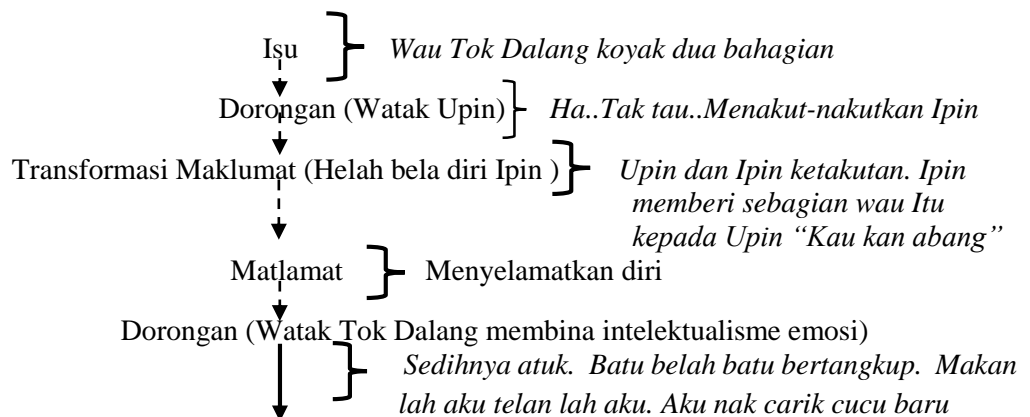 Isu Wau Tok Dalang koyak dua bahagian
Dorongan (Watak Upin) Ha..Tak tau..Menakut-nakutkan Ipin
Transformasi Maklumat (Helah bela diri Ipin ) Upin dan Ipin ketakutan. Ipin
memberi sebagian wau Itu
kepada Upin “Kau kan abang”
Matlamat Menyelamatkan diri
Dorongan (Watak Tok Dalang membina intelektualisme emosi)
Sedihnya atuk. Batu belah batu bertangkup. Makan
lah aku telan lah aku. Aku nak carik cucu baru